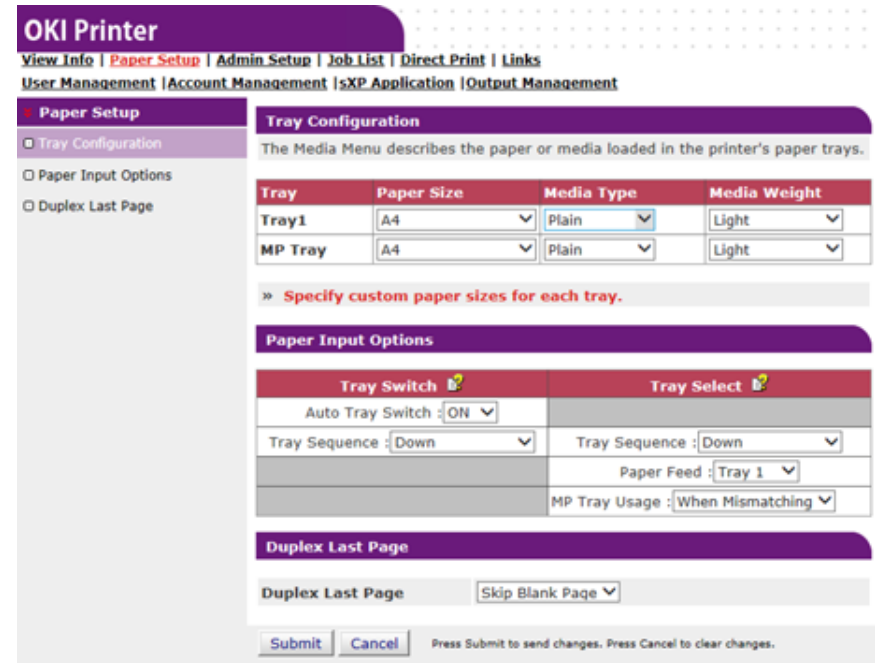 OKI Printer
View Info | Paper Setup | Admin Setup | Job List | Direct Print | Links
User Management |Account Management |sXP Application |Output Management
Paper Setup
Tray Configuration
Paper Input Options
Duplex Last Page
Tray Configuration
The Media Menu describes the paper or media loaded in the printer's paper trays.
Tray Paper Size Media Type Media Weight
Tray1 A4 Plain Light
MP Tray A4 Plain Light
» Specify custom paper sizes for each tray.
Paper Input Options
Tray Switch Tray Select
Auto Tray Switch : ON
Tray Sequence : Down Tray Sequence : Down
Paper Feed : Tray 1
MP Tray Usage : When Mismatching
Duplex Last Page
Duplex Last Page Skip Blank Page
Submit Cancel Press Submit to send changes. Press Cancel to clear changes.